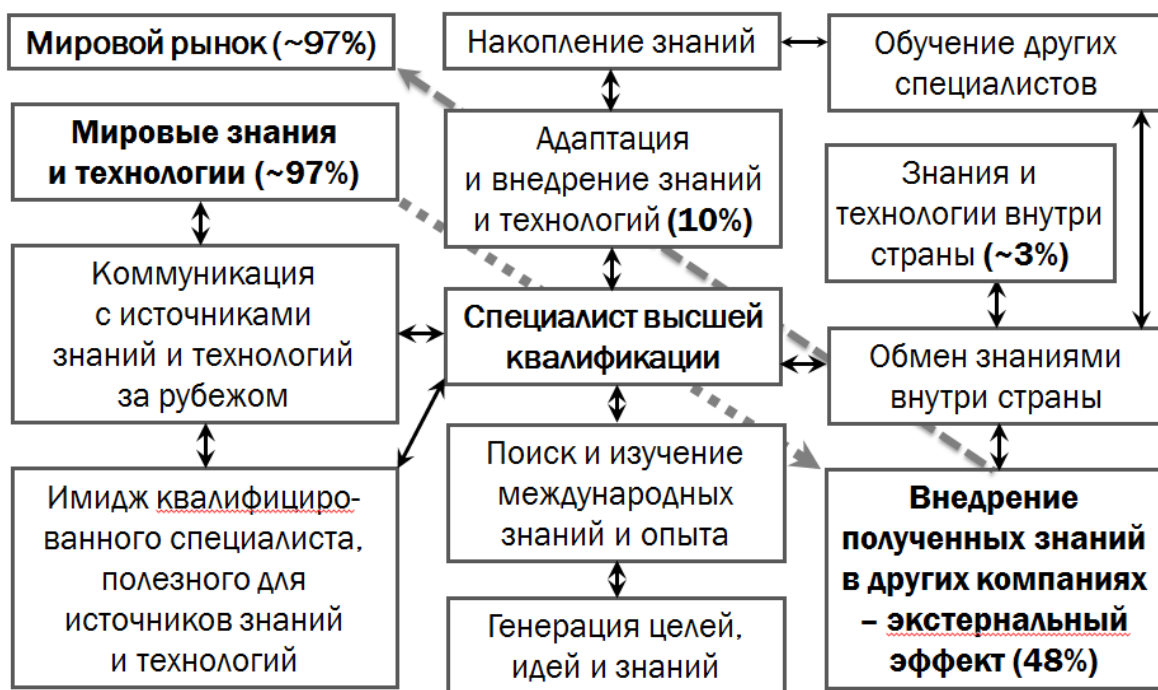 Мировой рынок (~97%)
Накопление знаний
Обучение других
специалистов
Мировые знания
и технологии (~97%)
Адаптация
и внедрение знаний
и технологий (10%)
Знания и
технологии внутри
страны (~3%)
Коммуникация
с источниками
знаний и технологий
за рубежом
Специалист высшей
квалификации
Обмен знаниями
внутри страны
Имидж квалифициро-
ванного специалиста,
полезного для
источников знаний
и технологий
Поиск и изучение
международных
знаний и опыта
Внедрение
полученных знаний
в других компаниях
– экстернальный
эффект (48%)
Генерация целей,
идей и знаний